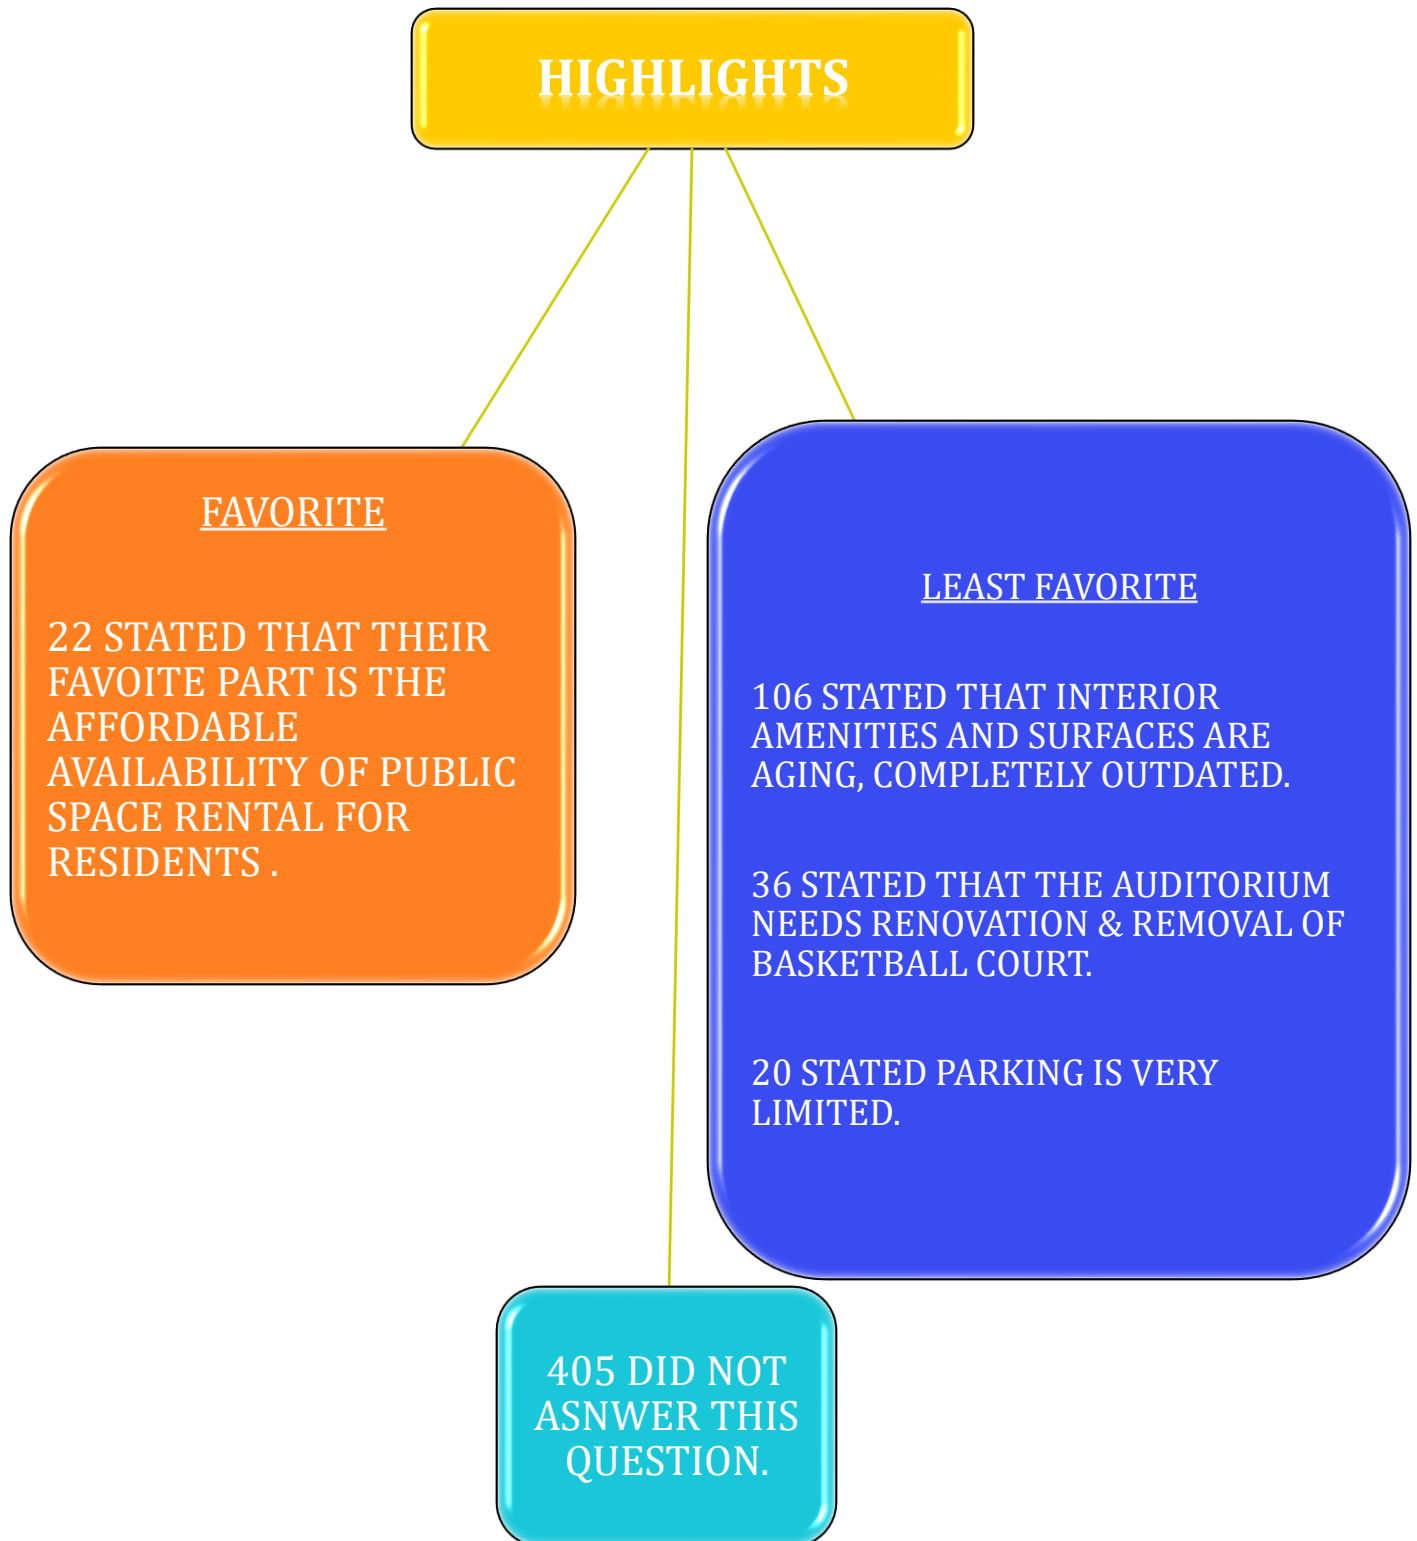 HIGHLIGHTS
FAVORITE
22 STATED THAT THEIR
FAVOITE PART IS THE
AFFORDABLE
AVAILABILITY OF PUBLIC
SPACE RENTAL FOR
RESIDENTS .
LEAST FAVORITE
106 STATED THAT INTERIOR
AMENITIES AND SURFACES ARE
AGING, COMPLETELY OUTDATED.
36 STATED THAT THE AUDITORIUM
NEEDS RENOVATION & REMOVAL OF
BASKETBALL COURT.
20 STATED PARKING IS VERY
LIMITED.
405 DID NOT
ASNWER THIS
QUESTION.